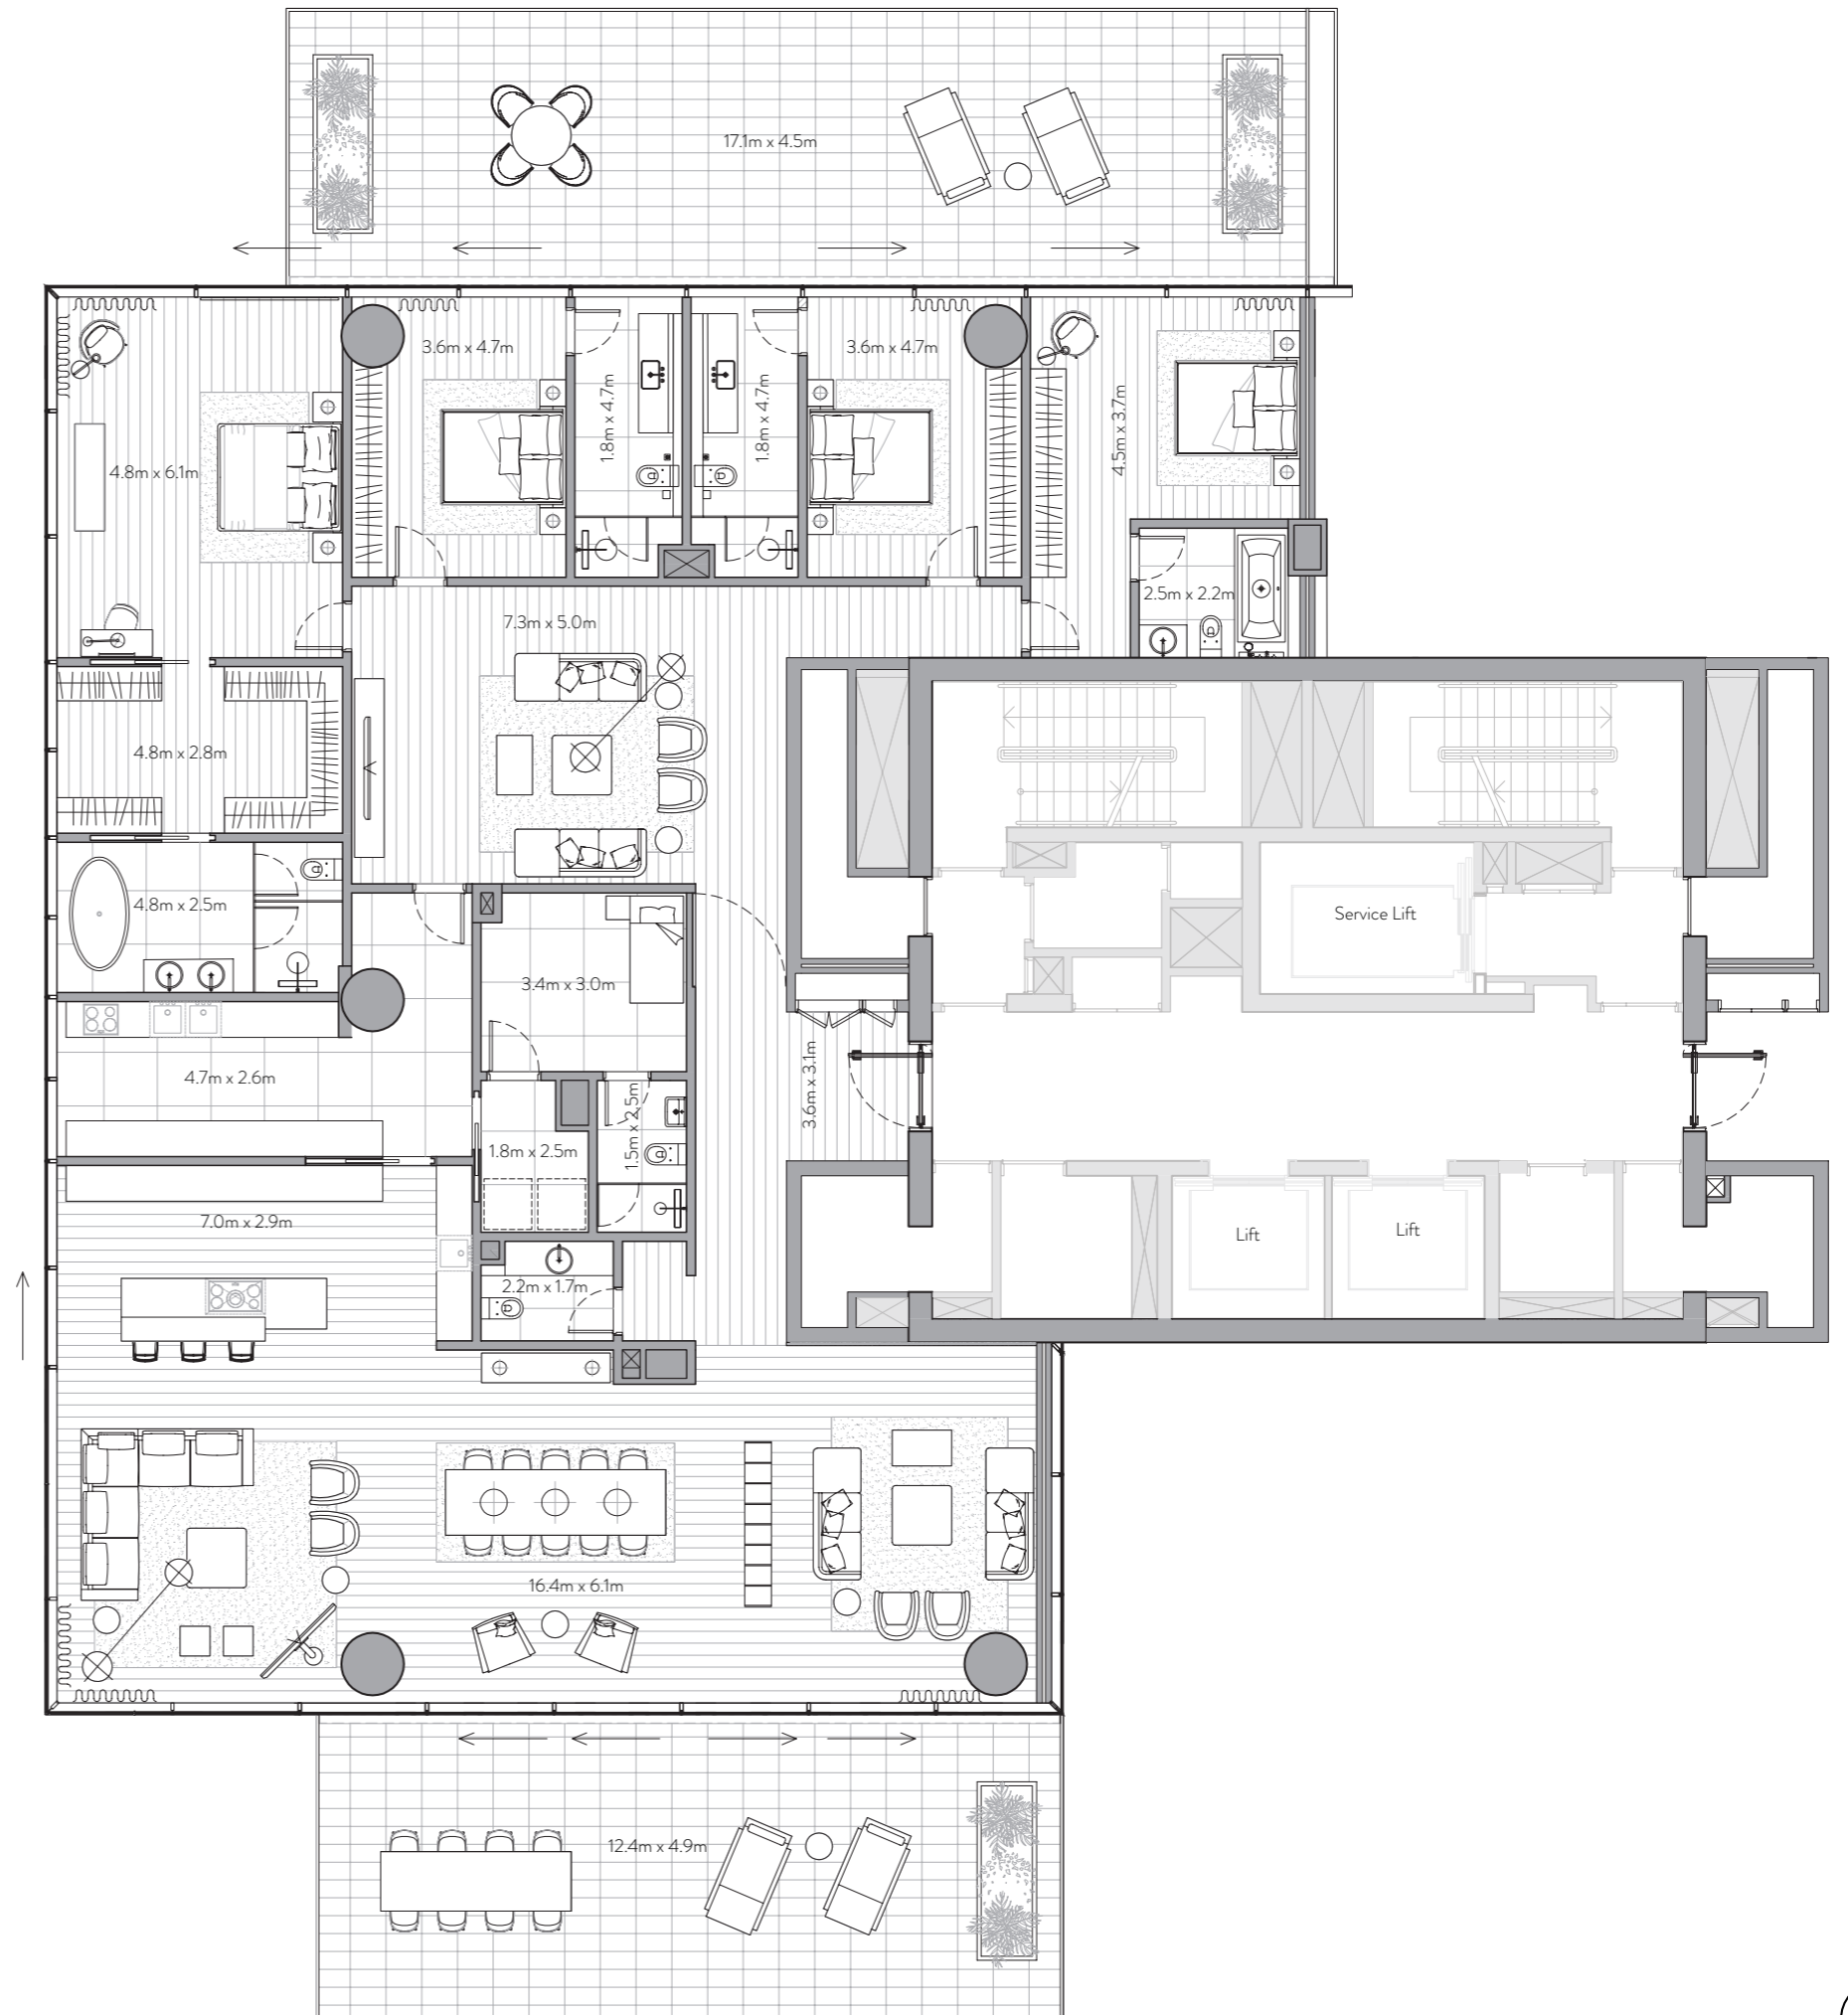 17.1m x 4.5m
3.6m x 4.7m
3.6m x 4.7m
1.8m x 4.7m
1.8m x 4.7m
4.5m x 3.7m
4.8m x 6.1m
2.5m x 2.2m
7.3m x 5.0m
4.8m x 2.8m
4.8m x 2.5m
Service Lift
3.4m x 3.0m
4.7m x 2.6m
3.6m x 3.1m
1.8m x 2.5m
1.5m x 2.5m
7.0m x 2.9m
Lift
Lift
2.2m x 1.7m
16.4m x 6.1m
12.4m x 4.9m